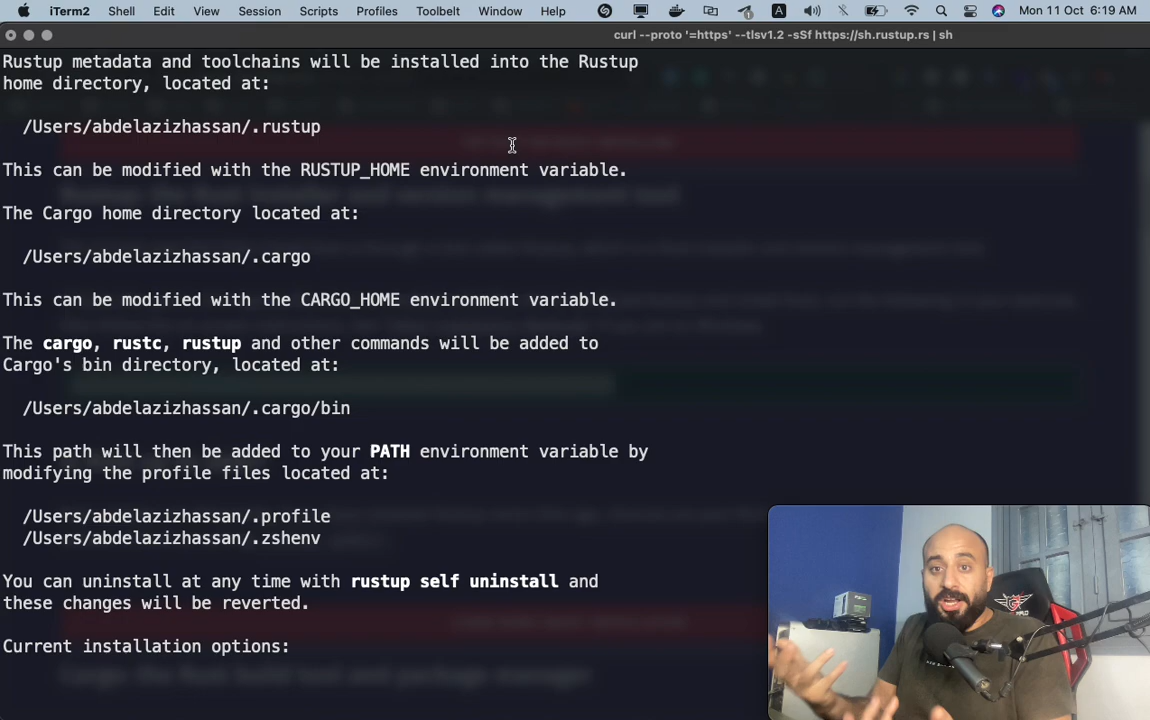 iTerm2 Shell Edit View Session Scripts Profiles Toolbelt Window Help A Mon 11 Oct 6:19 AM
curl --proto '=https' --tlsv1.2 -sSf https://sh.rustup.rs | sh
Rustup metadata and toolchains will be installed into the Rustup
home directory, located at:
/Users/abdelazizhassan/.rustup
This can be modified with the RUSTUP_HOME environment variable.
The Cargo home directory located at:
/Users/abdelazizhassan/.cargo
This can be modified with the CARGO_HOME environment variable.
The cargo, rustc, rustup and other commands will be added to
Cargo's bin directory, located at:
/Users/abdelazizhassan/.cargo/bin
This path will then be added to your PATH environment variable by
modifying the profile files located at:
/Users/abdelazizhassan/.profile
/Users/abdelazizhassan/.zshenv
You can uninstall at any time with rustup self uninstall and
these changes will be reverted.
Current installation options: